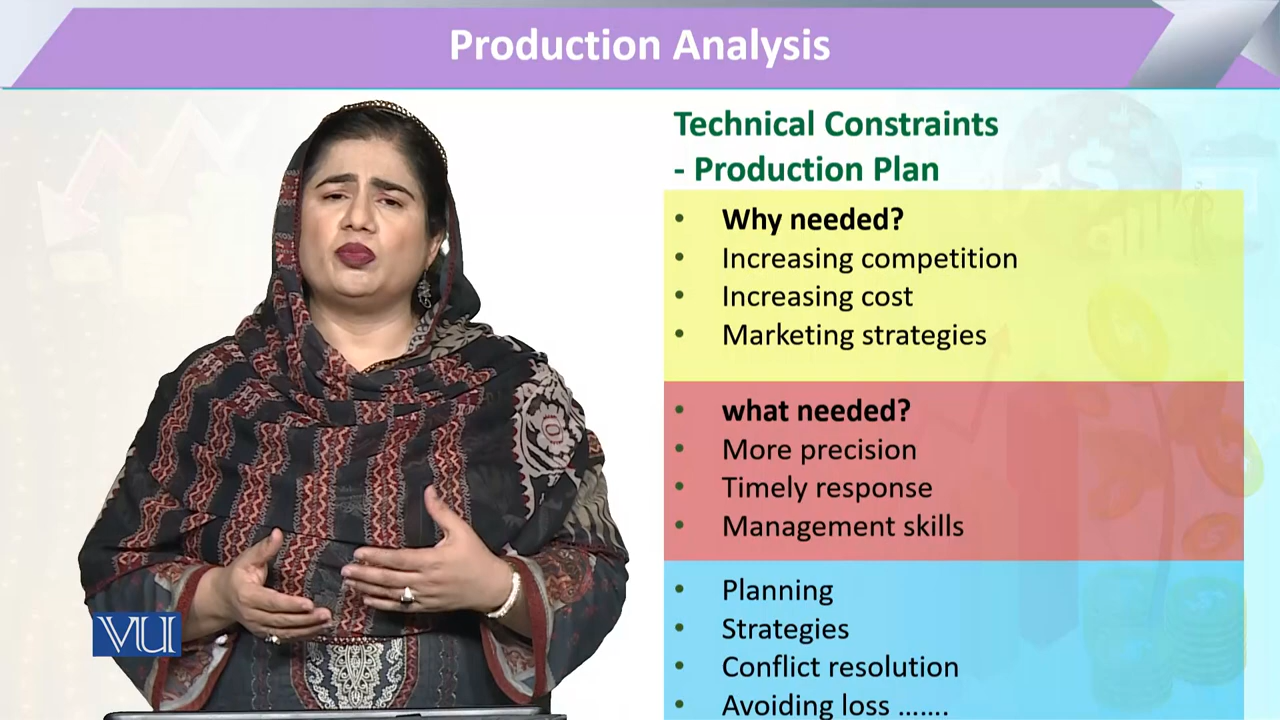 Production Analysis
Technical Constraints
- Production Plan
• Why needed?
• Increasing competition
• Increasing cost
• Marketing strategies
• what needed?
• More precision
• Timely response
• Management skills
• Planning
• Strategies
• Conflict resolution
• Avoiding loss .......
VU